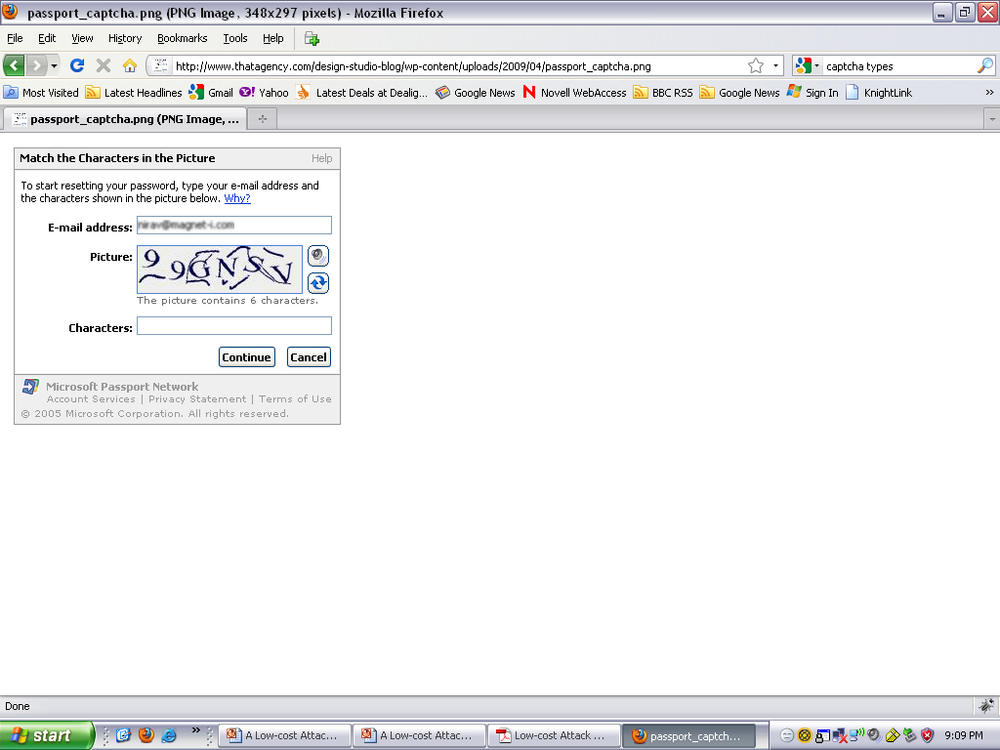 passport_captcha.png (PNG Image, 348x297 pixels) - Mozilla Firefox
File Edit View History Bookmarks Tools Help
http://www.thatagency.com/design-studio-blog/wp-content/uploads/2009/04/passport_captcha.png captcha types
Most Visited Latest Headlines Gmail Yahoo Latest Deals at Dealig... Google News Novell WebAccess BBC RSS Google News Sign In KnightLink »
passport_captcha.png (PNG Image, ...
Match the Characters in the Picture Help
To start resetting your password, type your e-mail address and
the characters shown in the picture below. Why?
E-mail address: nirav@magnet-i.com
Picture: 99GNSV
The picture contains 6 characters.
Characters:
Continue Cancel
Microsoft Passport Network
Account Services | Privacy Statement | Terms of Use
© 2005 Microsoft Corporation. All rights reserved.
Done
start » A Low-cost Attac... A Low-cost Attac... Low-cost Attack ... passport_captch... 9:09 PM